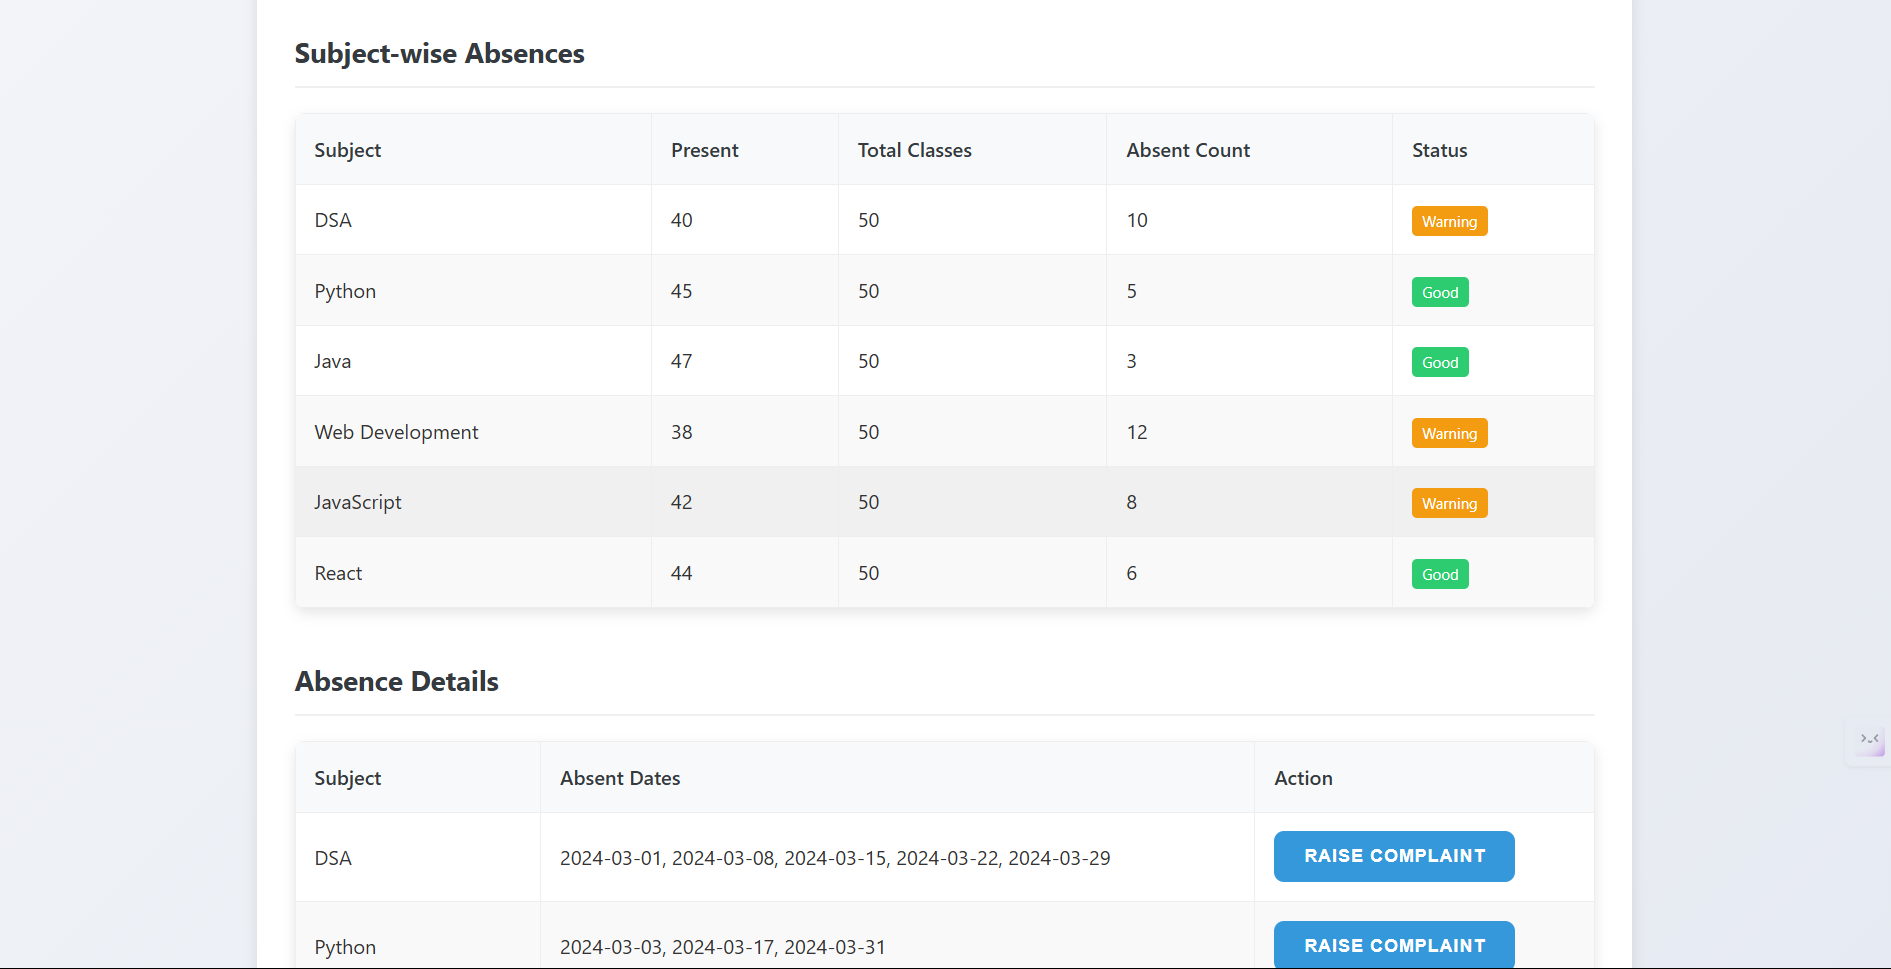 Subject-wise Absences
Subject Present Total Classes Absent Count Status
DSA 40 50 10 Warning
Python 45 50 5 Good
Java 47 50 3 Good
Web Development 38 50 12 Warning
JavaScript 42 50 8 Warning
React 44 50 6 Good
Absence Details
Subject Absent Dates Action
DSA 2024-03-01, 2024-03-08, 2024-03-15, 2024-03-22, 2024-03-29 RAISE COMPLAINT
Python 2024-03-03, 2024-03-17, 2024-03-31 RAISE COMPLAINT